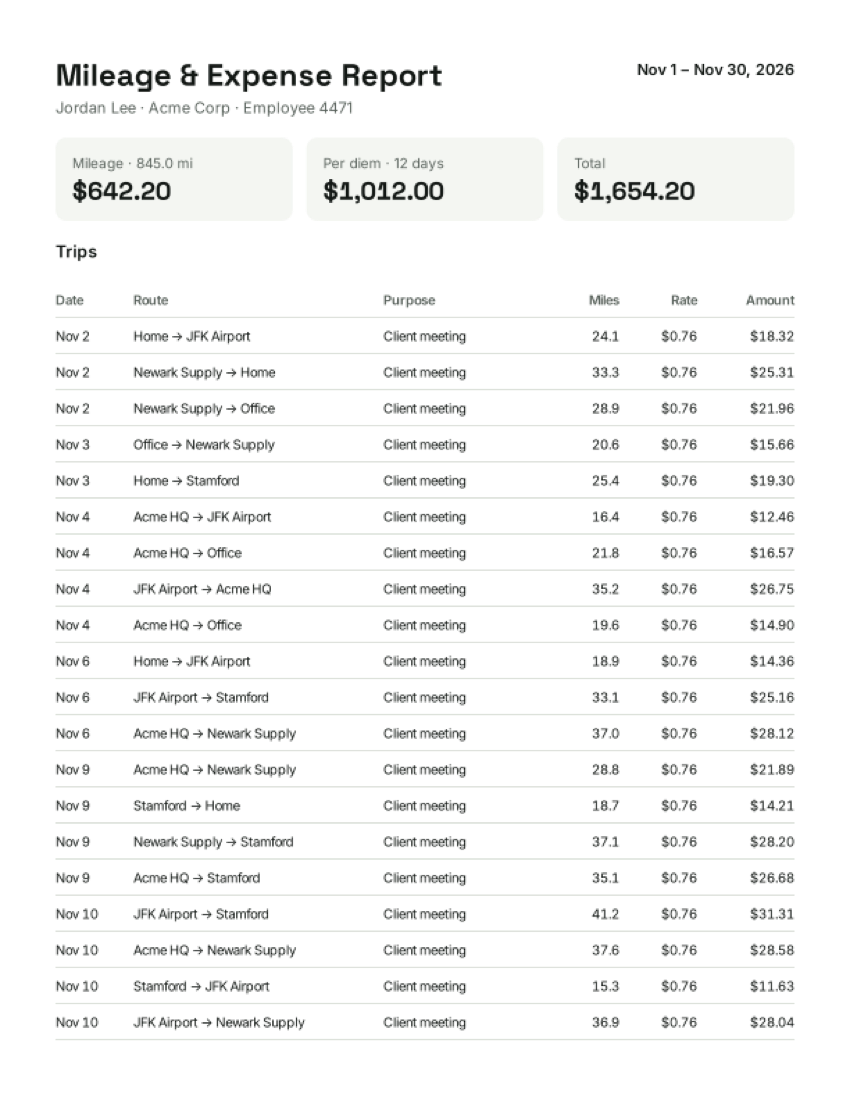 Mileage & Expense Report
Nov 1 – Nov 30, 2026
Jordan Lee · Acme Corp · Employee 4471
Mileage · 845.0 mi
$642.20
Per diem · 12 days
$1,012.00
Total
$1,654.20
Trips
Date Route Purpose Miles Rate Amount
Nov 2 Home → JFK Airport Client meeting 24.1 $0.76 $18.32
Nov 2 Newark Supply → Home Client meeting 33.3 $0.76 $25.31
Nov 2 Newark Supply → Office Client meeting 28.9 $0.76 $21.96
Nov 3 Office → Newark Supply Client meeting 20.6 $0.76 $15.66
Nov 3 Home → Stamford Client meeting 25.4 $0.76 $19.30
Nov 4 Acme HQ → JFK Airport Client meeting 16.4 $0.76 $12.46
Nov 4 Acme HQ → Office Client meeting 21.8 $0.76 $16.57
Nov 4 JFK Airport → Acme HQ Client meeting 35.2 $0.76 $26.75
Nov 4 Acme HQ → Office Client meeting 19.6 $0.76 $14.90
Nov 6 Home → JFK Airport Client meeting 18.9 $0.76 $14.36
Nov 6 JFK Airport → Stamford Client meeting 33.1 $0.76 $25.16
Nov 6 Acme HQ → Newark Supply Client meeting 37.0 $0.76 $28.12
Nov 9 Acme HQ → Newark Supply Client meeting 28.8 $0.76 $21.89
Nov 9 Stamford → Home Client meeting 18.7 $0.76 $14.21
Nov 9 Newark Supply → Stamford Client meeting 37.1 $0.76 $28.20
Nov 9 Acme HQ → Stamford Client meeting 35.1 $0.76 $26.68
Nov 10 JFK Airport → Stamford Client meeting 41.2 $0.76 $31.31
Nov 10 Acme HQ → Newark Supply Client meeting 37.6 $0.76 $28.58
Nov 10 Stamford → JFK Airport Client meeting 15.3 $0.76 $11.63
Nov 10 JFK Airport → Newark Supply Client meeting 36.9 $0.76 $28.04